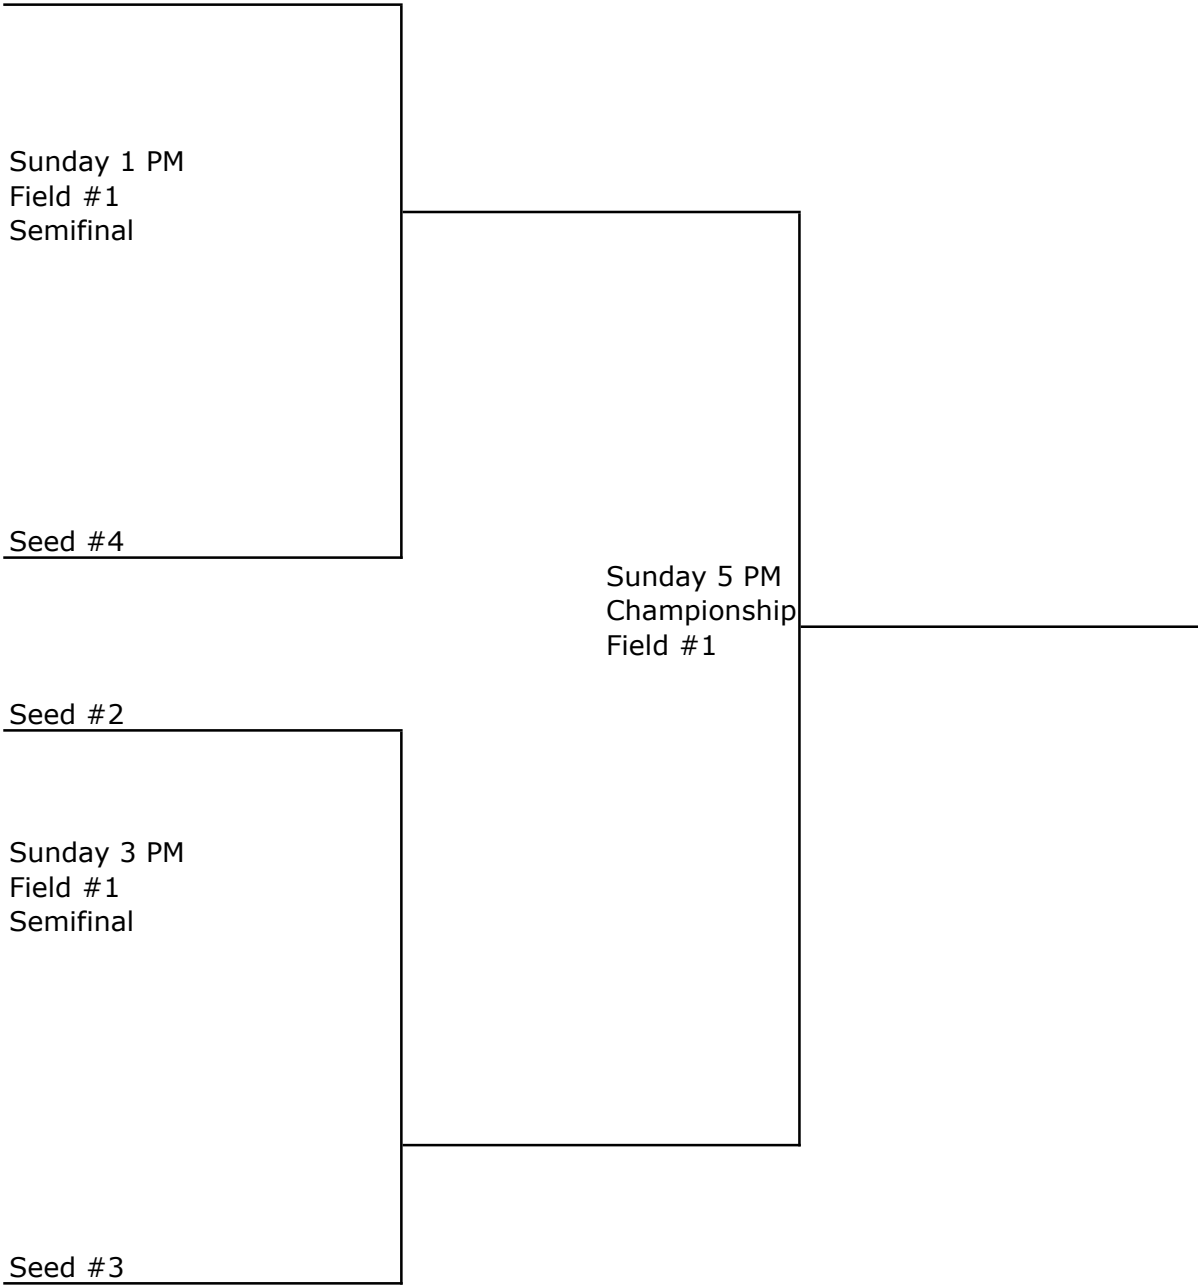 Sunday 1 PM
Field #1
Semifinal
Seed #4
Sunday 5 PM
Championship
Field #1
Seed #2
Sunday 3 PM
Field #1
Semifinal
Seed #3